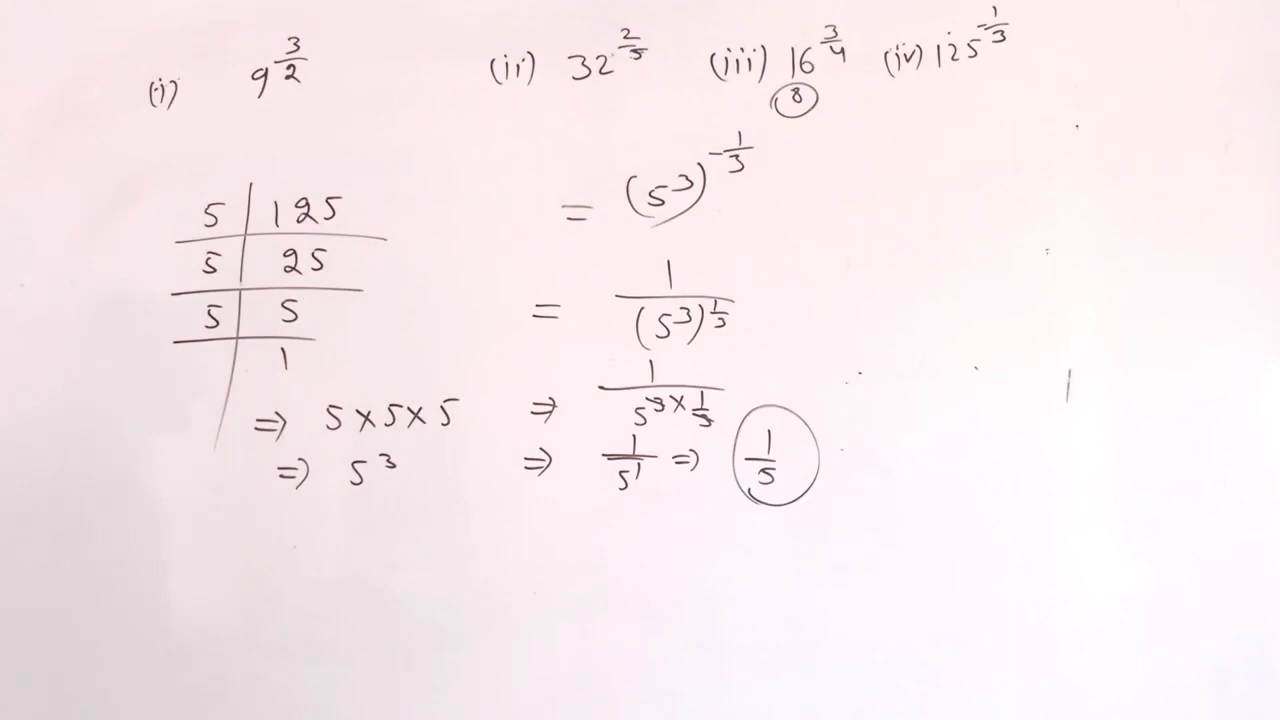 (i) 9^{3/2} (ii) 32^{2/5} (iii) 16^{3/4} (iv) 125^{-1/3}
8
5 | 125
5 | 25
5 | 5
1
⇒ 5×5×5
⇒ 5^3
= (5^3)^{-1/3}
= 1/(5^3)^{1/3}
⇒ 1/5^{3×1/3}
⇒ 1/5^1 ⇒ 1/5